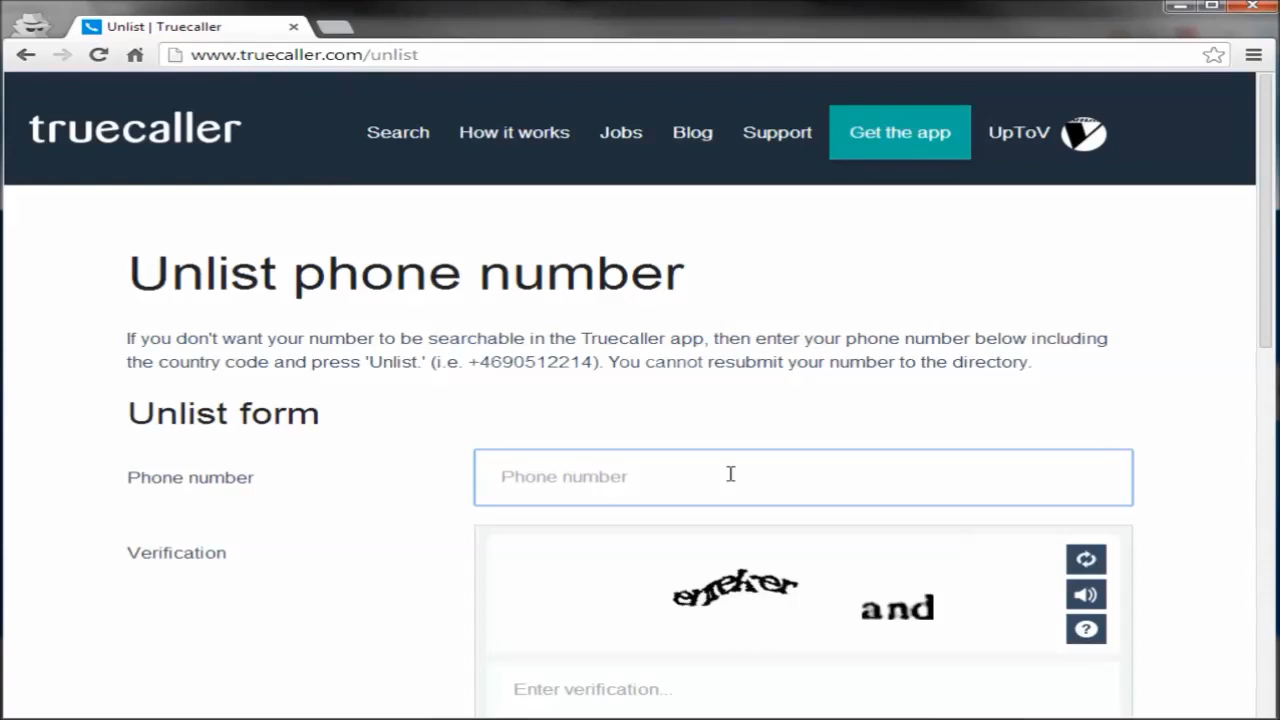 Unlist | Truecaller
www.truecaller.com/unlist
truecaller
Search How it works Jobs Blog Support Get the app UpToV
Unlist phone number
If you don't want your number to be searchable in the Truecaller app, then enter your phone number below including
the country code and press 'Unlist.' (i.e. +4690512214). You cannot resubmit your number to the directory.
Unlist form
Phone number Phone number
Verification
and
Enter verification...